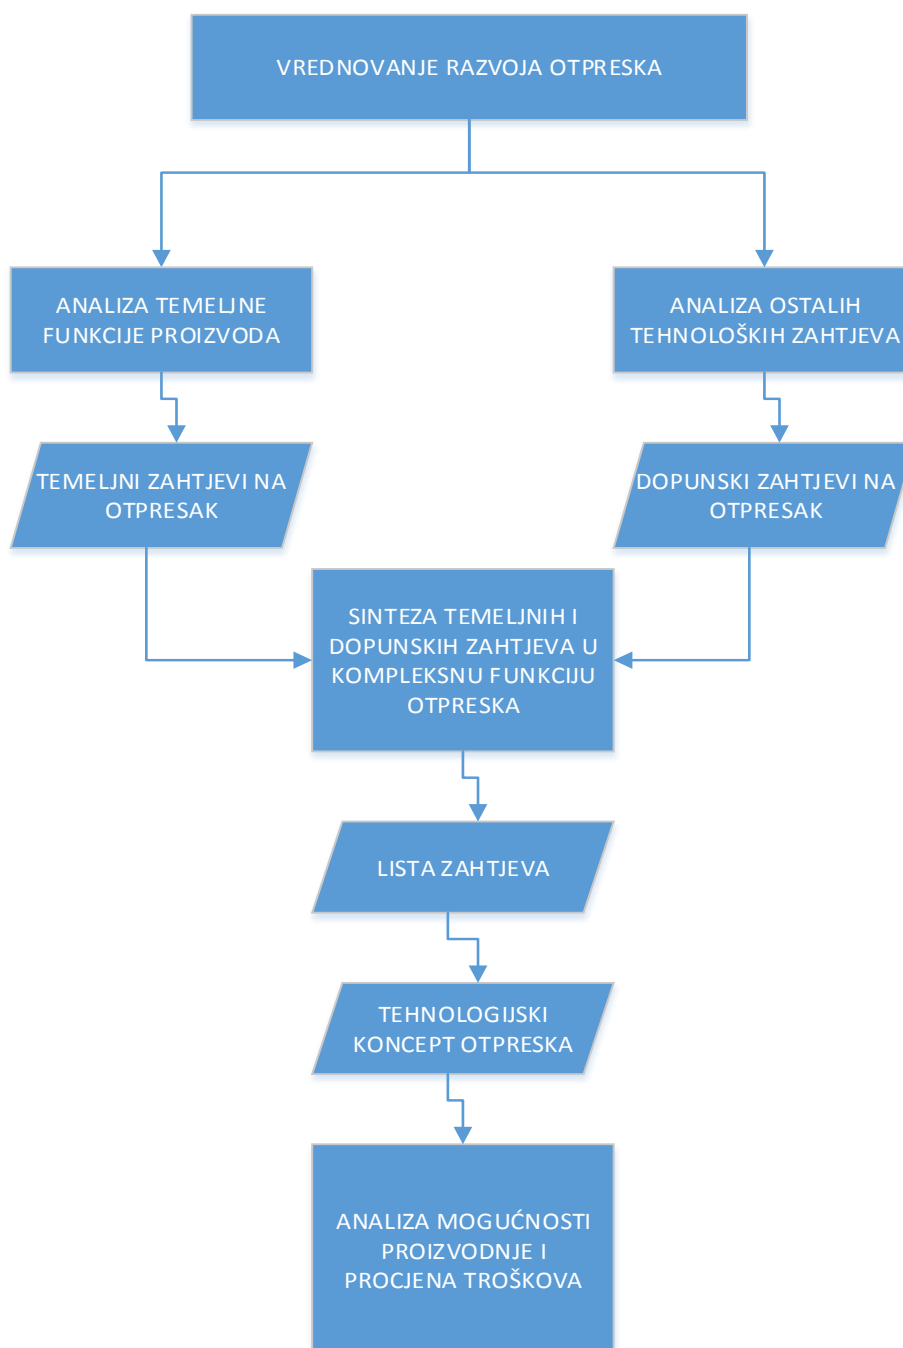 VREDNOVANJE RAZVOJA OTPRESKA
ANALIZA TEMELJNE
FUNKCIJE PROIZVODA
ANALIZA OSTALIH
TEHNOLOŠKIH ZAHTJEVA
TEMELJNI ZAHTJEVI NA
OTPRESAK
DOPUNSKI ZAHTJEVI NA
OTPRESAK
SINTEZA TEMELJNIH I
DOPUNSKIH ZAHTJEVA U
KOMPLEKSNU FUNKCIJU
OTPRESKA
LISTA ZAHTJEVA
TEHNOLOGIJSKI
KONCEPT OTPRESKA
ANALIZA MOGUĆNOSTI
PROIZVODNJE I
PROCJENA TROŠKOVA